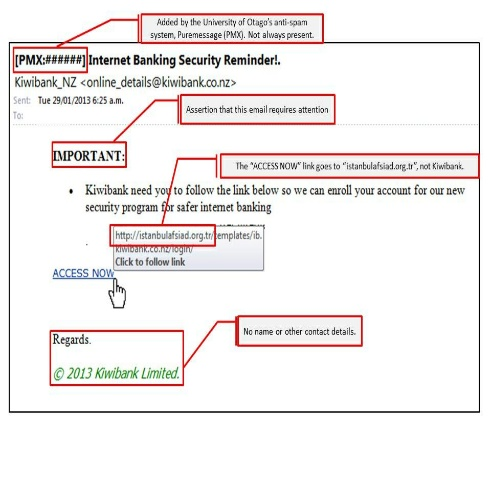 Added by the University of Otago's anti-spam
system, Puremessage (PMX). Not always present.
[PMX:######] Internet Banking Security Reminder!.
Kiwibank_NZ <online_details@kiwibank.co.nz>
Sent: Tue 29/01/2013 6:25 a.m.
To:
Assertion that this email requires attention
IMPORTANT:
The "ACCESS NOW" link goes to "istanbulafsiad.org.tr", not Kiwibank.
• Kiwibank need you to follow the link below so we can enroll your account for our new
security program for safer internet banking
http://istanbulafsiad.org.tr/templates/ib.
kiwibank.co.nz/login/
Click to follow link
ACCESS NOW
No name or other contact details.
Regards.
© 2013 Kiwibank Limited.